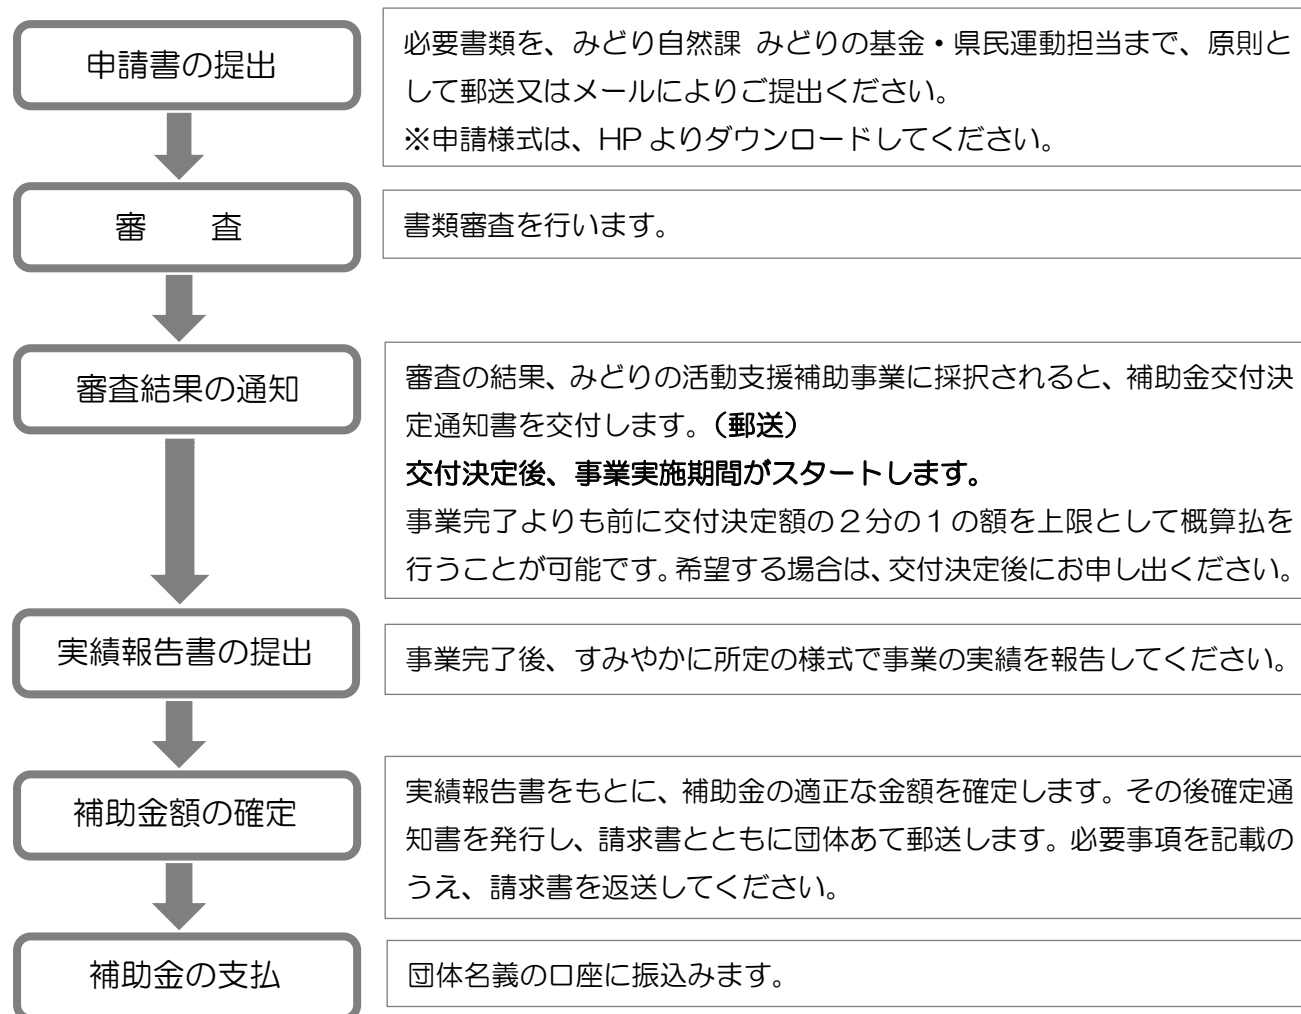 申請書の提出
必要書類を、みどり自然課 みどりの基金・県民運動担当まで、原則と
して郵送又はメールによりご提出ください。
※申請様式は、HPよりダウンロードしてください。
審　査
書類審査を行います。
審査結果の通知
審査の結果、みどりの活動支援補助事業に採択されると、補助金交付決
定通知書を交付します。（郵送）
交付決定後、事業実施期間がスタートします。
事業完了よりも前に交付決定額の２分の１の額を上限として概算払を
行うことが可能です。希望する場合は、交付決定後にお申し出ください。
実績報告書の提出
事業完了後、すみやかに所定の様式で事業の実績を報告してください。
補助金額の確定
実績報告書をもとに、補助金の適正な金額を確定します。その後確定通
知書を発行し、請求書とともに団体あて郵送します。必要事項を記載の
うえ、請求書を返送してください。
補助金の支払
団体名義の口座に振込みます。